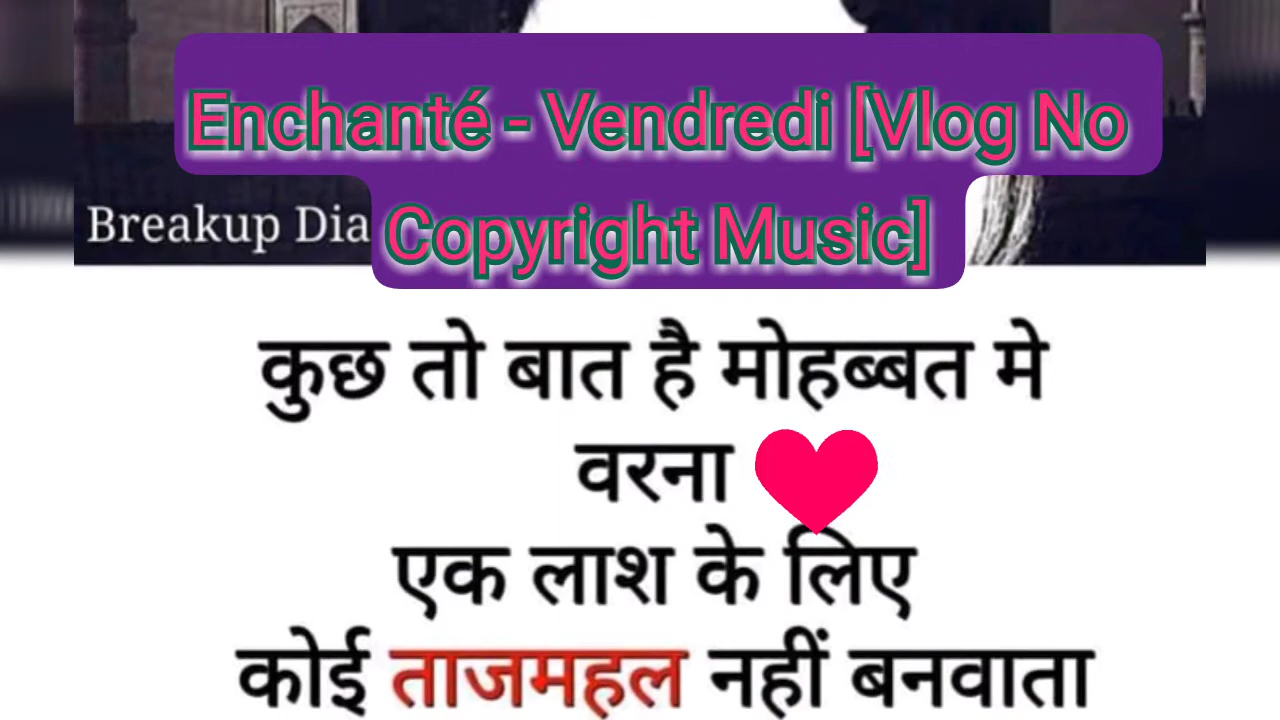 Enchanté - Vendredi [Vlog No
Copyright Music]
Breakup Dia
कुछ तो बात है मोहब्बत मे
वरना
एक लाश के लिए
कोई ताजमहल नहीं बनवाता